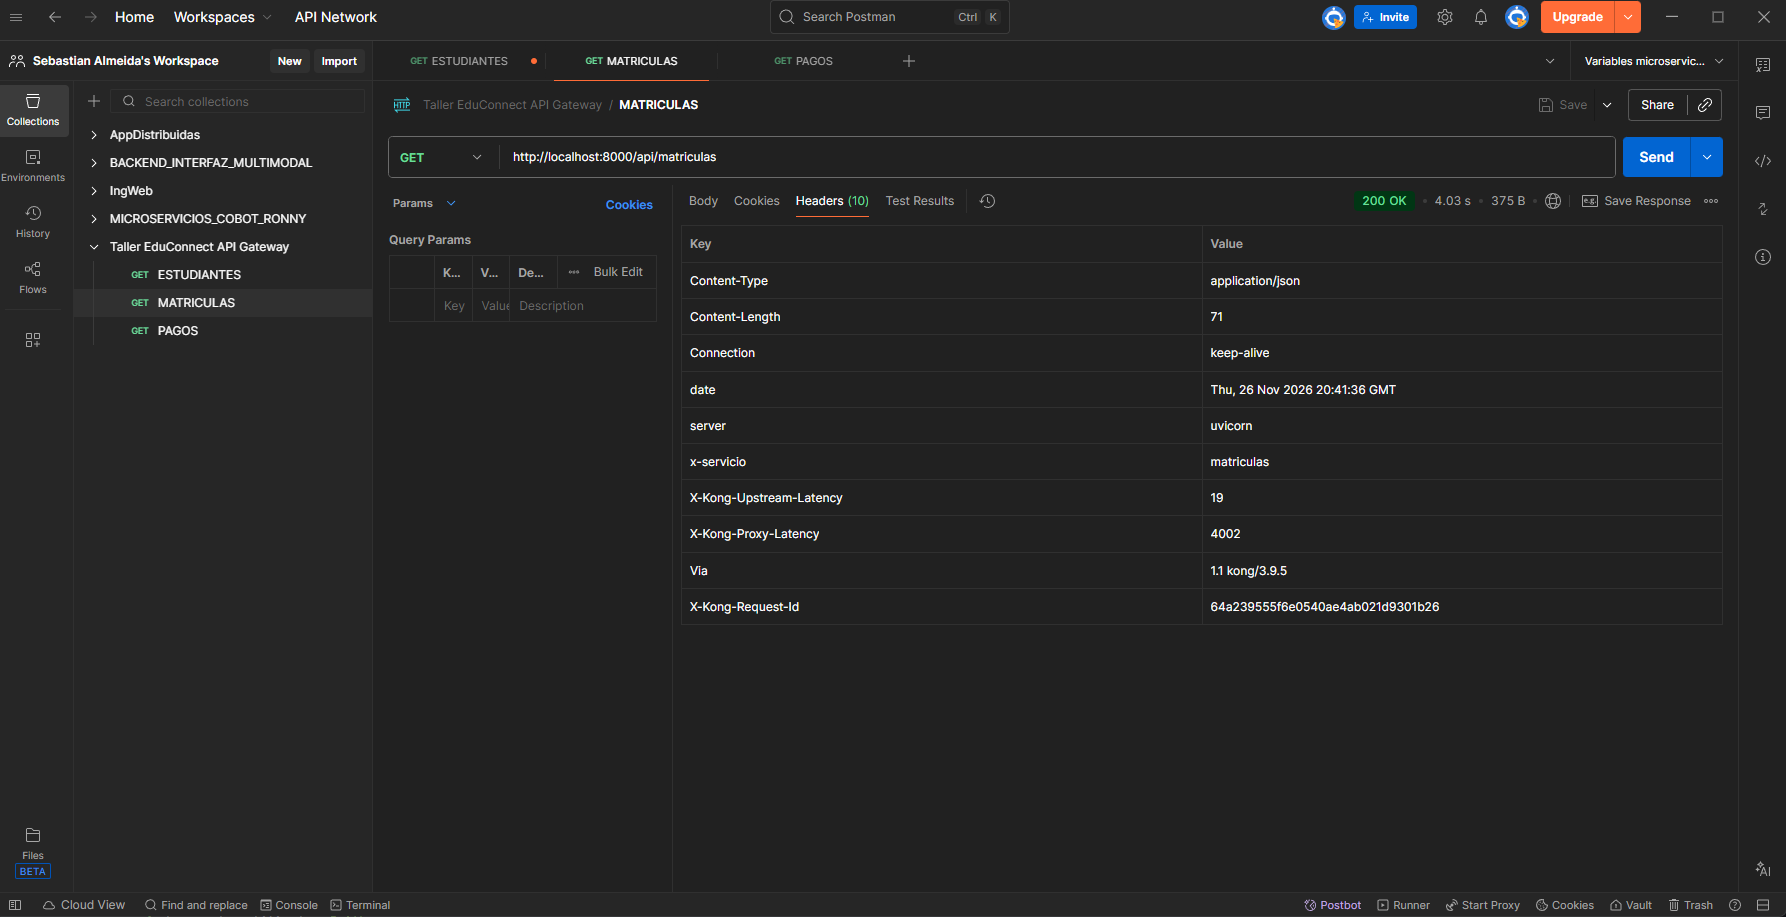 Home Workspaces API Network Search Postman Ctrl K Invite Upgrade
Sebastian Almeida's Workspace New Import GET ESTUDIANTES GET MATRICULAS GET PAGOS Variables microservic...
Search collections
Taller EduConnect API Gateway / MATRICULAS Save Share
Collections
Environments
History
Flows
Files
BETA
AppDistribuidas
BACKEND_INTERFAZ_MULTIMODAL
IngWeb
MICROSERVICIOS_COBOT_RONNY
Taller EduConnect API Gateway
GET ESTUDIANTES
GET MATRICULAS
GET PAGOS
GET http://localhost:8000/api/matriculas Send
Params Cookies
Query Params
K... V... De... Bulk Edit
Key Value Description
Body Cookies Headers (10) Test Results 200 OK 4.03 s 375 B e.g. Save Response
Key Value
Content-Type application/json
Content-Length 71
Connection keep-alive
date Thu, 26 Nov 2026 20:41:36 GMT
server uvicorn
x-servicio matriculas
X-Kong-Upstream-Latency 19
X-Kong-Proxy-Latency 4002
Via 1.1 kong/3.9.5
X-Kong-Request-Id 64a239555f6e0540ae4ab021d9301b26
AI
Cloud View Find and replace Console Terminal Postbot Runner Start Proxy Cookies Vault Trash